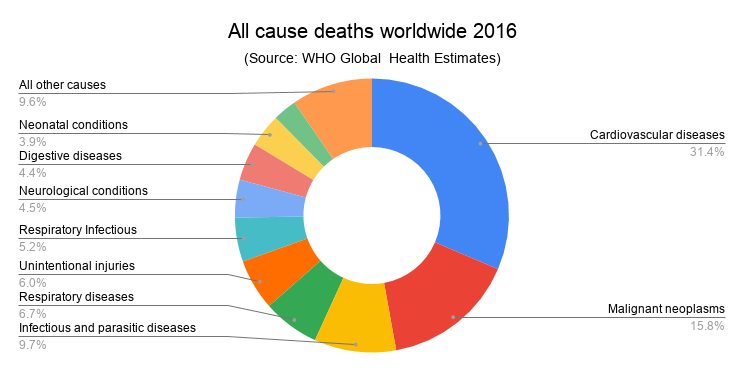 All cause deaths worldwide 2016
(Source: WHO Global  Health Estimates)
All other causes
9.6%
Neonatal conditions
3.9%
Digestive diseases
4.4%
Neurological conditions
4.5%
Respiratory Infectious
5.2%
Unintentional injuries
6.0%
Respiratory diseases
6.7%
Infectious and parasitic diseases
9.7%
Cardiovascular diseases
31.4%
Malignant neoplasms
15.8%